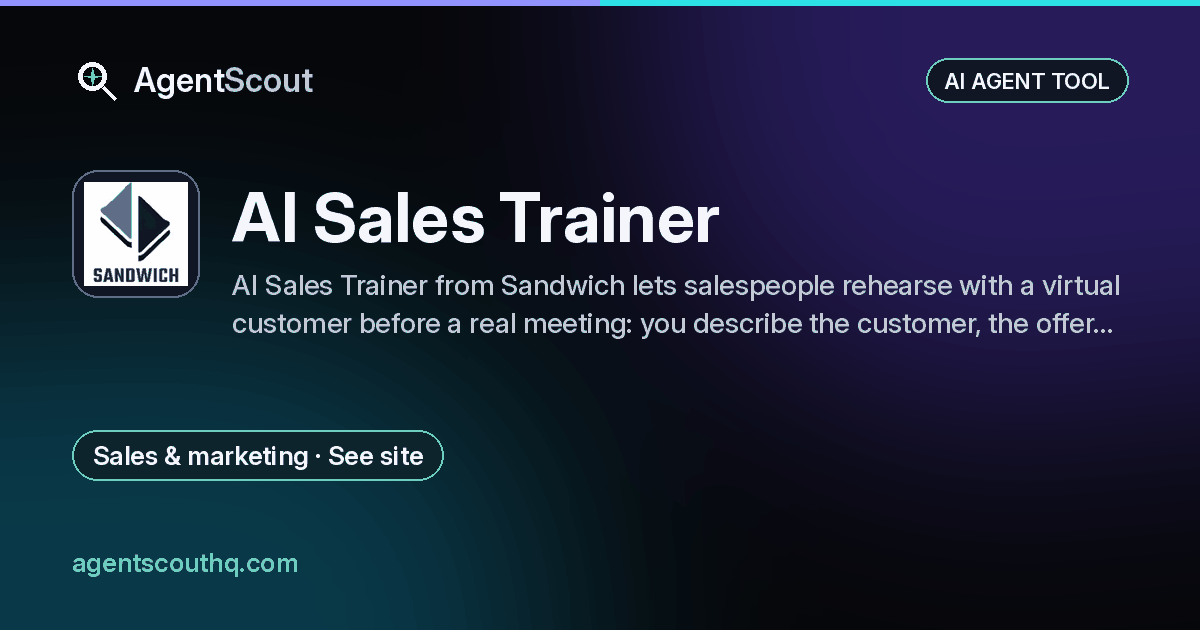 AgentScout
AI AGENT TOOL
SANDWICH
AI Sales Trainer
AI Sales Trainer from Sandwich lets salespeople rehearse with a virtual
customer before a real meeting: you describe the customer, the offer...
Sales & marketing · See site
agentscouthq.com